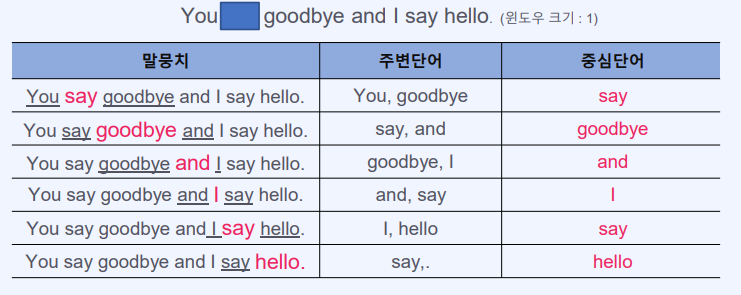 You goodbye and I say hello. (윈도우 크기 : 1)
말뭉치 주변단어 중심단어
You say goodbye and I say hello. You, goodbye say
You say goodbye and I say hello. say, and goodbye
You say goodbye and I say hello. goodbye, I and
You say goodbye and I say hello. and, say I
You say goodbye and I say hello. I, hello say
You say goodbye and I say hello. say,. hello